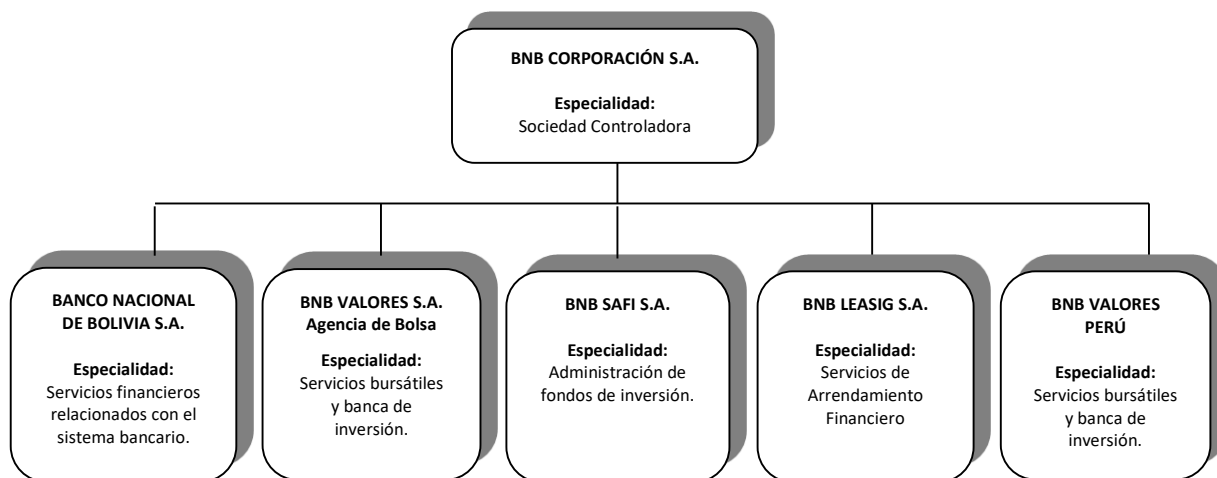 BNB CORPORACIÓN S.A.
Especialidad:
Sociedad Controladora
BANCO NACIONAL
DE BOLIVIA S.A.
Especialidad:
Servicios financieros
relacionados con el
sistema bancario.
BNB VALORES S.A.
Agencia de Bolsa
Especialidad:
Servicios bursátiles
y banca de
inversión.
BNB SAFI S.A.
Especialidad:
Administración de
fondos de inversión.
BNB LEASIG S.A.
Especialidad:
Servicios de
Arrendamiento
Financiero
BNB VALORES
PERÚ
Especialidad:
Servicios bursátiles
y banca de
inversión.